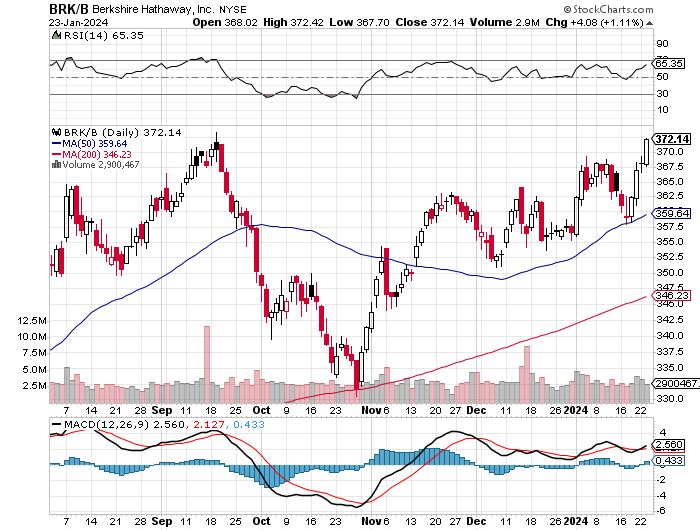 BRK/B Berkshire Hathaway, Inc. NYSE © StockCharts.com
23-Jan-2024 Open 368.02 High 372.42 Low 367.70 Close 372.14 Volume 2.9M Chg +4.08 (+1.11%)
RSI(14) 65.35
90
70
65.35
50
30
10
BRK/B (Daily) 372.14
MA(50) 359.64
MA(200) 346.23
Volume 2,900,467
372.14
370.0
367.5
365.0
362.5
359.64
357.5
355.0
352.5
350.0
347.5
346.23
342.5
340.0
337.5
335.0
332.5
2900467
330.0
12.5M
10.0M
7.5M
5.0M
2.5M
7 14 21 28 Sep 11 18 25 Oct 9 16 23 Nov 6 13 20 27 Dec 11 18 26 2024 8 16 22
MACD(12,26,9) 2.560, 2.127, 0.433
4
2.560
0.433
-2
-4
-6
7 14 21 28 Sep 11 18 25 Oct 9 16 23 Nov 6 13 20 27 Dec 11 18 26 2024 8 16 22